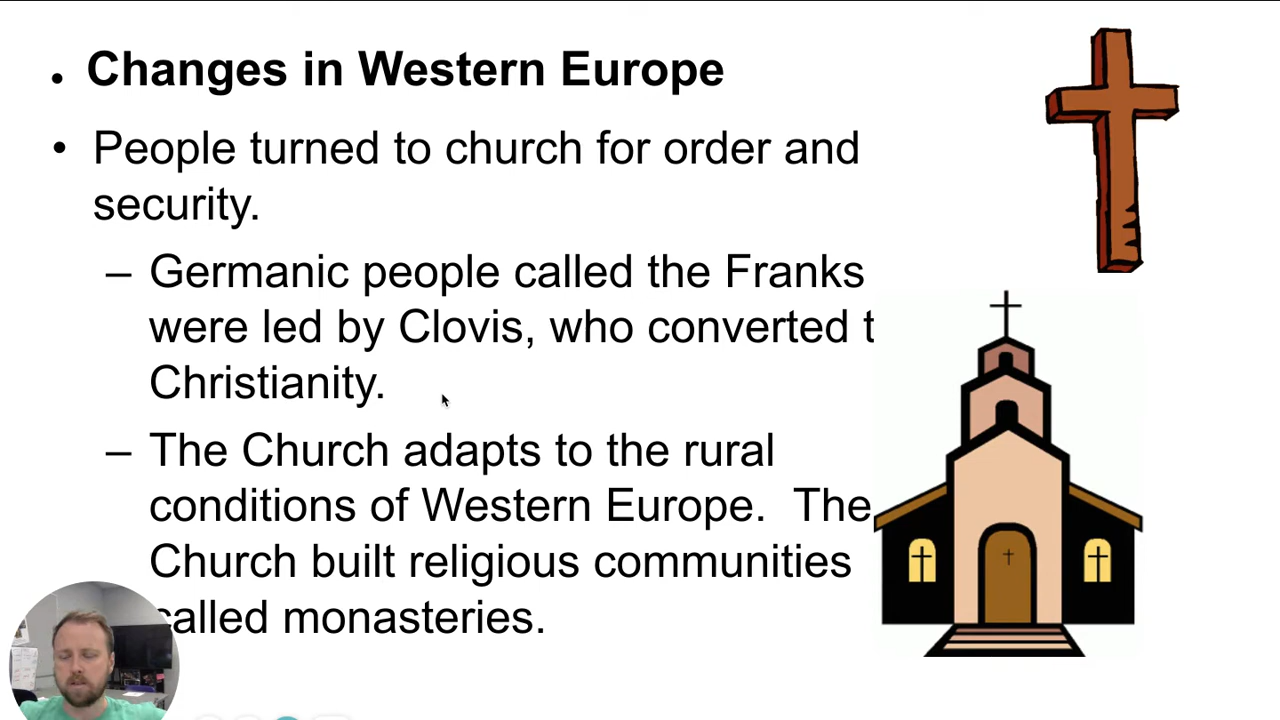 • Changes in Western Europe
• People turned to church for order and
security.
– Germanic people called the Franks
were led by Clovis, who converted t
Christianity.
– The Church adapts to the rural
conditions of Western Europe.  The
Church built religious communities
called monasteries.